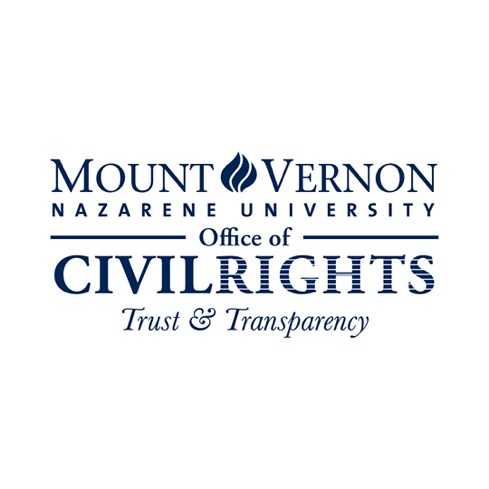 MOUNT VERNON
NAZARENE UNIVERSITY
Office of
CIVILRIGHTS
Trust & Transparency